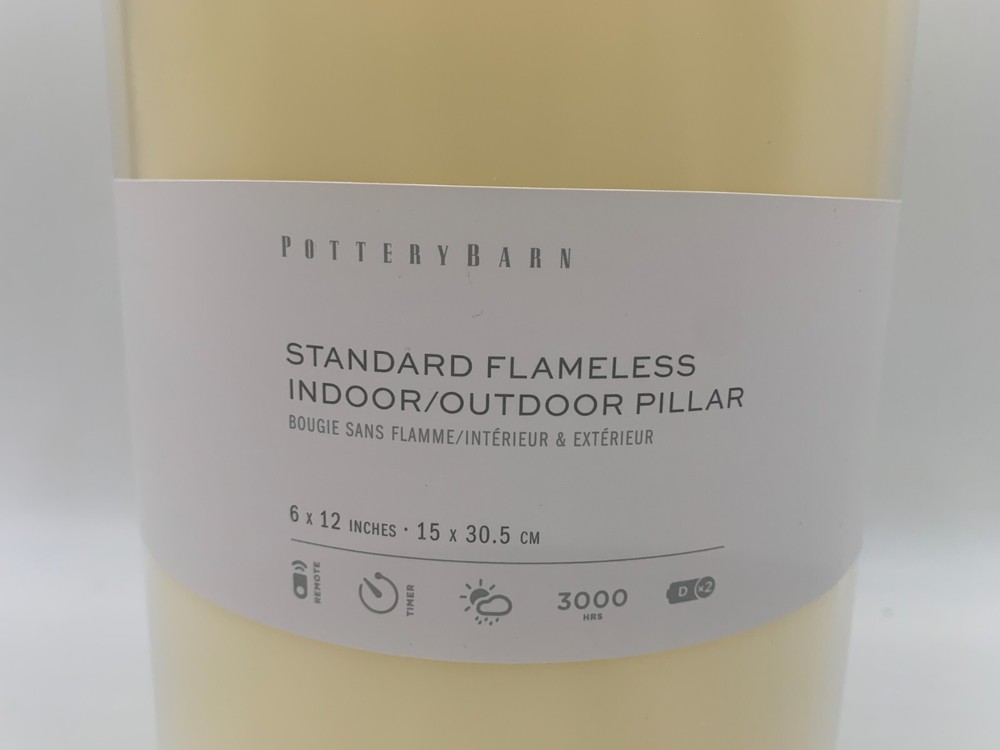 POTTERYBARN
STANDARD FLAMELESS
INDOOR/OUTDOOR PILLAR
BOUGIE SANS FLAMME/INTÉRIEUR & EXTÉRIEUR
6 x 12 INCHES · 15 x 30.5 CM
REMOTE
TIMER
3000
HRS
D x2